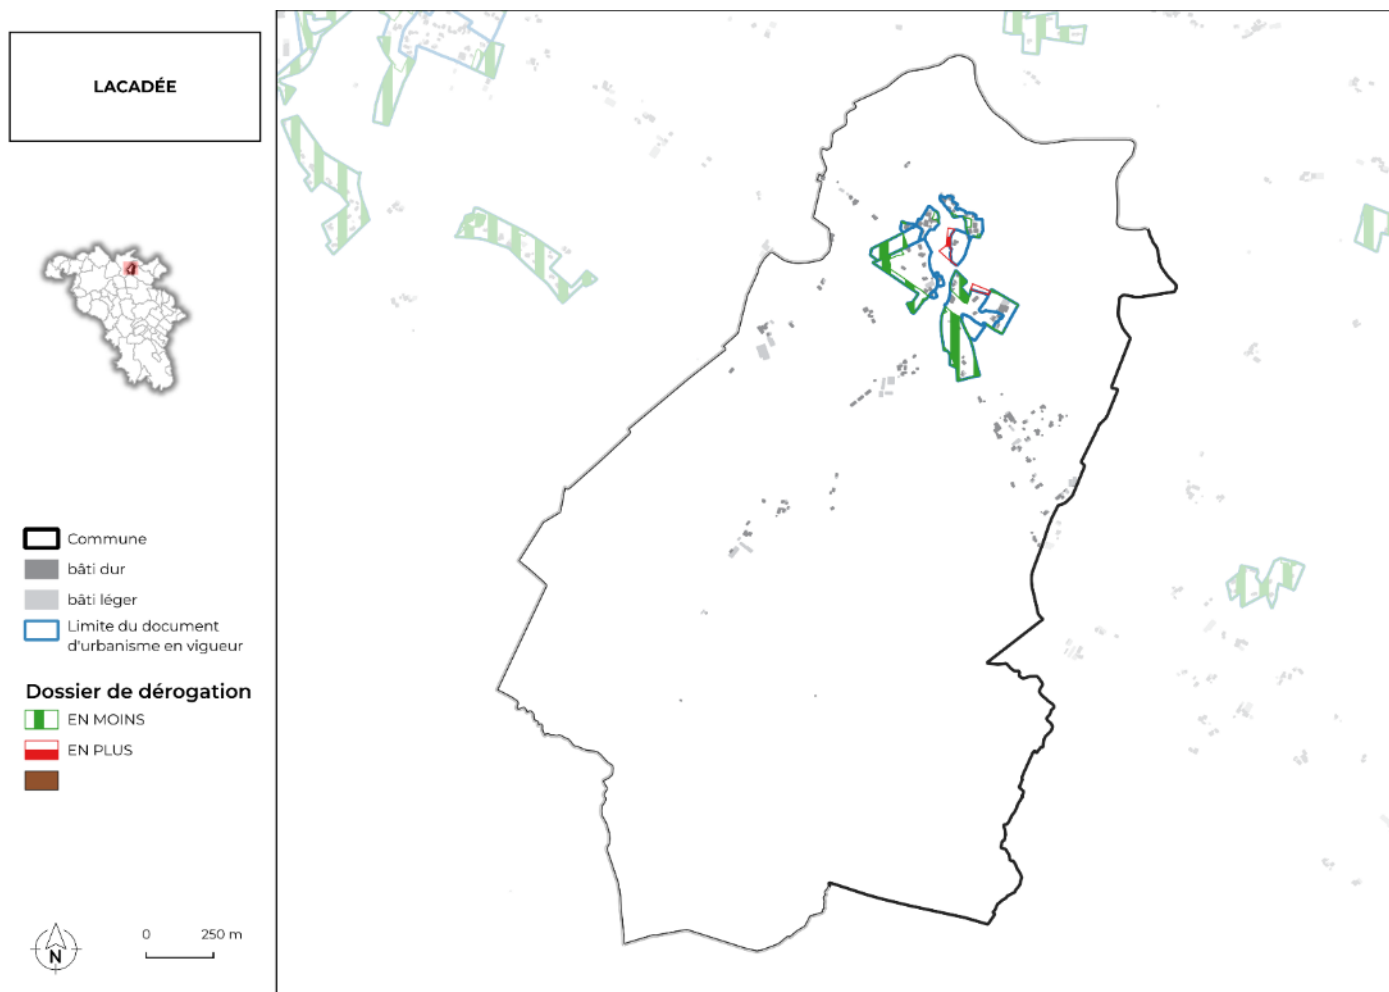 LACADÉE
Commune
bâti dur
bâti léger
Limite du document
d'urbanisme en vigueur
Dossier de dérogation
EN MOINS
EN PLUS
N
0 250 m